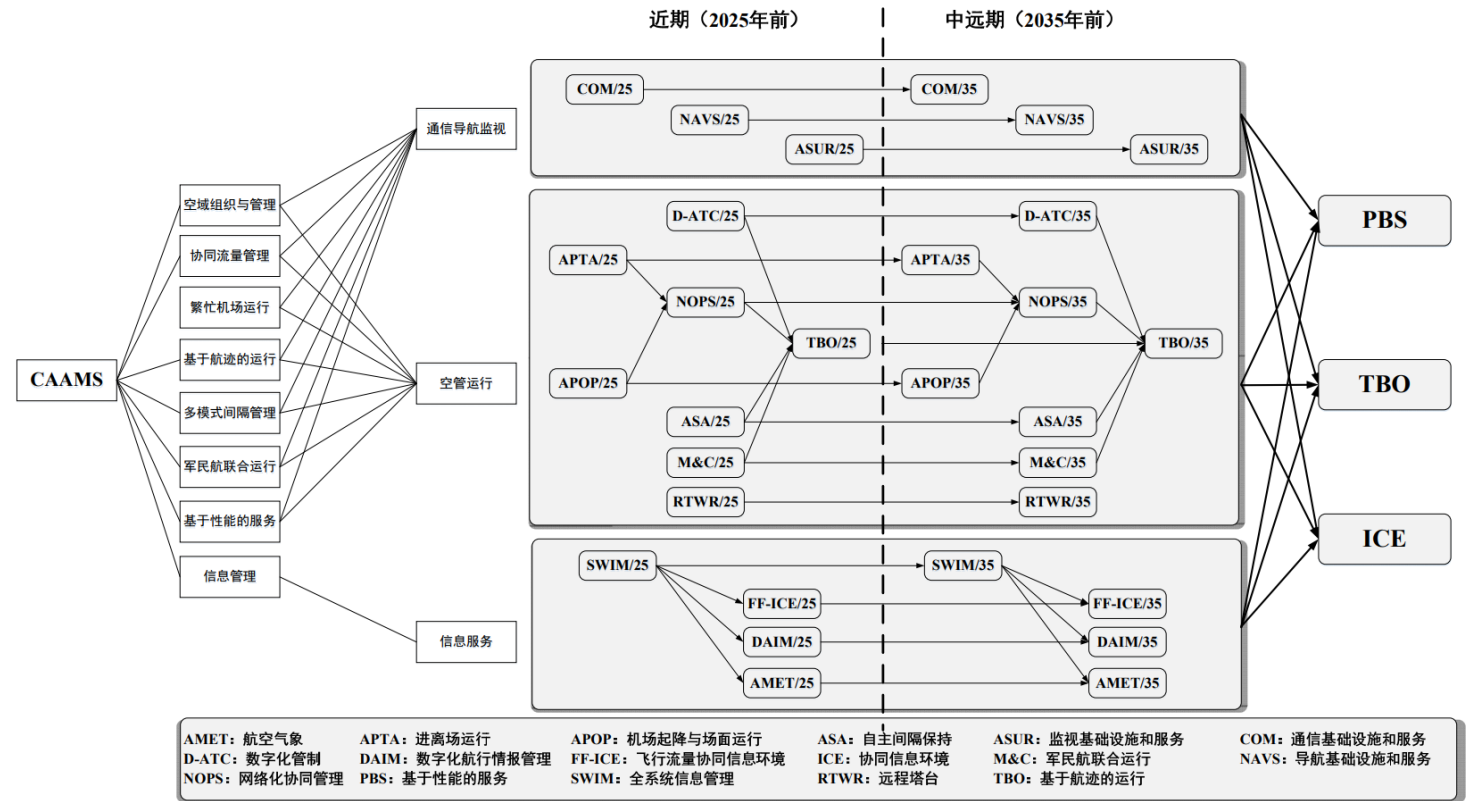 近期（2025年前）
中远期（2035年前）
CAAMS
空域组织与管理
协同流量管理
繁忙机场运行
基于航迹的运行
多模式间隔管理
军民航联合运行
基于性能的服务
信息管理
通信导航监视
空管运行
信息服务
COM/25
COM/35
NAVS/25
NAVS/35
ASUR/25
ASUR/35
D-ATC/25
D-ATC/35
APTA/25
APTA/35
NOPS/25
NOPS/35
TBO/25
TBO/35
APOP/25
APOP/35
ASA/25
ASA/35
M&C/25
M&C/35
RTWR/25
RTWR/35
SWIM/25
SWIM/35
FF-ICE/25
FF-ICE/35
DAIM/25
DAIM/35
AMET/25
AMET/35
PBS
TBO
ICE
AMET：航空气象 APTA：进离场运行 APOP：机场起降与场面运行 ASA：自主间隔保持 ASUR：监视基础设施和服务 COM：通信基础设施和服务
D-ATC：数字化管制 DAIM：数字化航行情报管理 FF-ICE：飞行流量协同信息环境 ICE：协同信息环境 M&C：军民航联合运行 NAVS：导航基础设施和服务
NOPS：网络化协同管理 PBS：基于性能的服务 SWIM：全系统信息管理 RTWR：远程塔台 TBO：基于航迹的运行